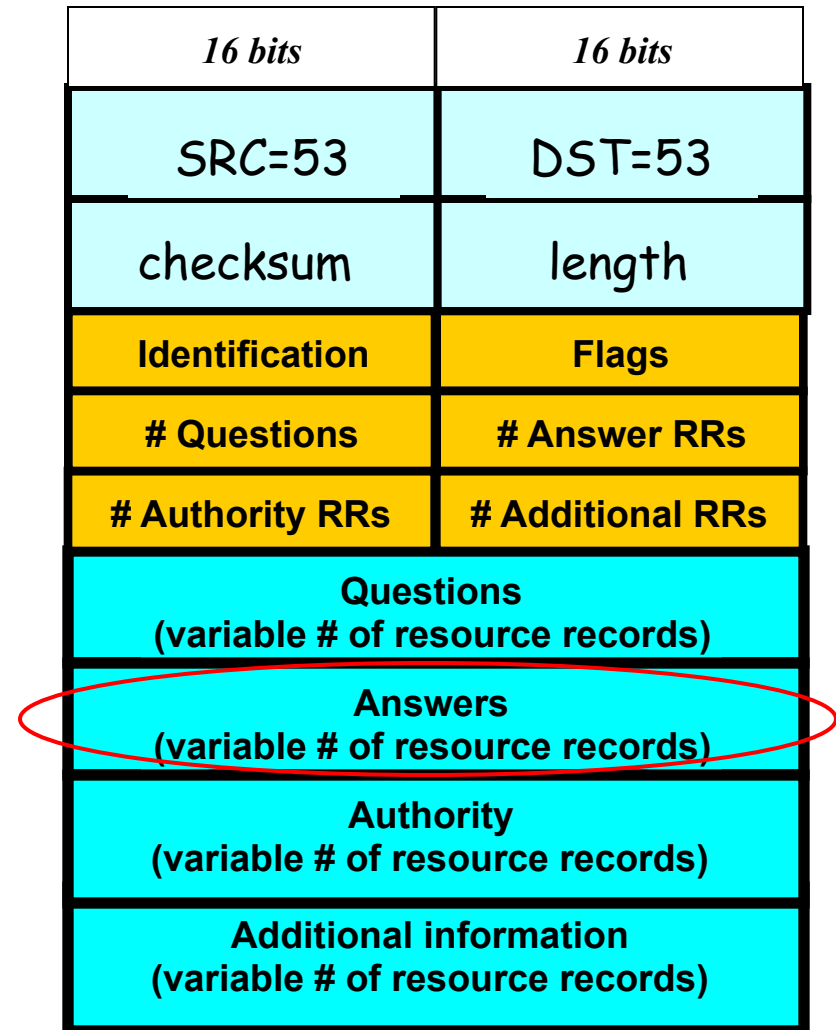 16 bits 16 bits
SRC=53 DST=53
checksum length
Identification Flags
# Questions # Answer RRs
# Authority RRs # Additional RRs
Questions
(variable # of resource records)
Answers
(variable # of resource records)
Authority
(variable # of resource records)
Additional information
(variable # of resource records)